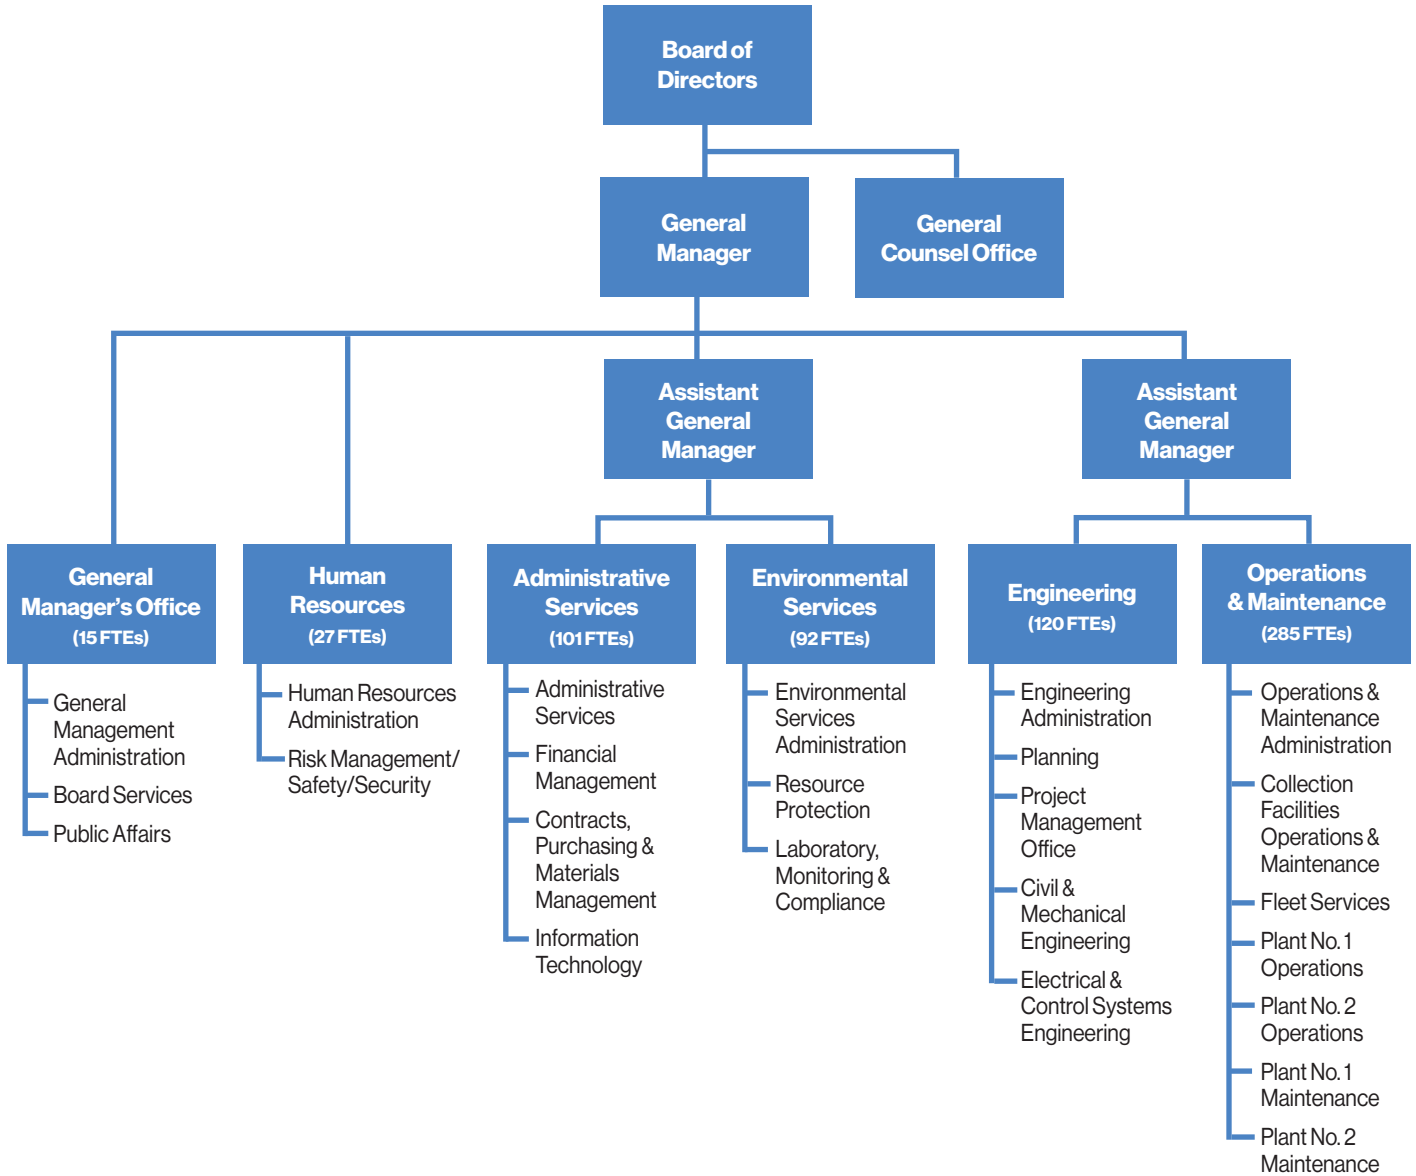 Board of
Directors
General
Manager
General
Counsel Office
Assistant
General
Manager
Assistant
General
Manager
General
Manager's Office
(15 FTEs)
Human
Resources
(27 FTEs)
Administrative
Services
(101 FTEs)
Environmental
Services
(92 FTEs)
Engineering
(120 FTEs)
Operations
& Maintenance
(285 FTEs)
General
Management
Administration
Board Services
Public Affairs
Human Resources
Administration
Risk Management/
Safety/Security
Administrative
Services
Financial
Management
Contracts,
Purchasing &
Materials
Management
Information
Technology
Environmental
Services
Administration
Resource
Protection
Laboratory,
Monitoring &
Compliance
Engineering
Administration
Planning
Project
Management
Office
Civil &
Mechanical
Engineering
Electrical &
Control Systems
Engineering
Operations &
Maintenance
Administration
Collection
Facilities
Operations &
Maintenance
Fleet Services
Plant No. 1
Operations
Plant No. 2
Operations
Plant No. 1
Maintenance
Plant No. 2
Maintenance